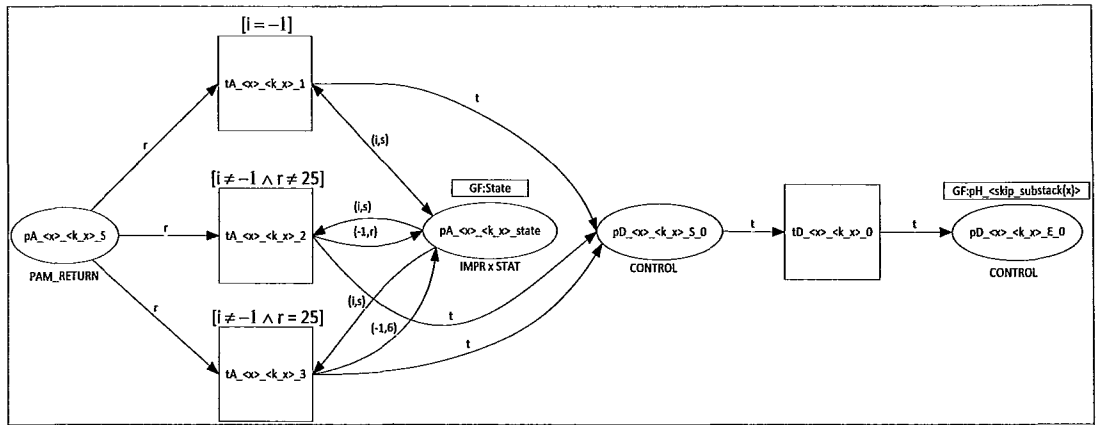 [i = −1]
tA_<x>_<k_x>_1
t
r
(i,s)
[i ≠ −1 ∧ r ≠ 25]
GF:State
GF:pH_<skip_substack(x)>
pA_<x>_<k_x>_S
r
tA_<x>_<k_x>_2
(i,s)
(-1,r)
pA_<x>_<k_x>_state
pD_<x>_<k_x>_S_0
t
tD_<x>_<k_x>_0
t
pD_<x>_<k_x>_E_0
PAM_RETURN
IMPR x STAT
CONTROL
CONTROL
r
(i,s)
t
[i ≠ −1 ∧ r = 25]
(-1,6)
t
tA_<x>_<k_x>_3